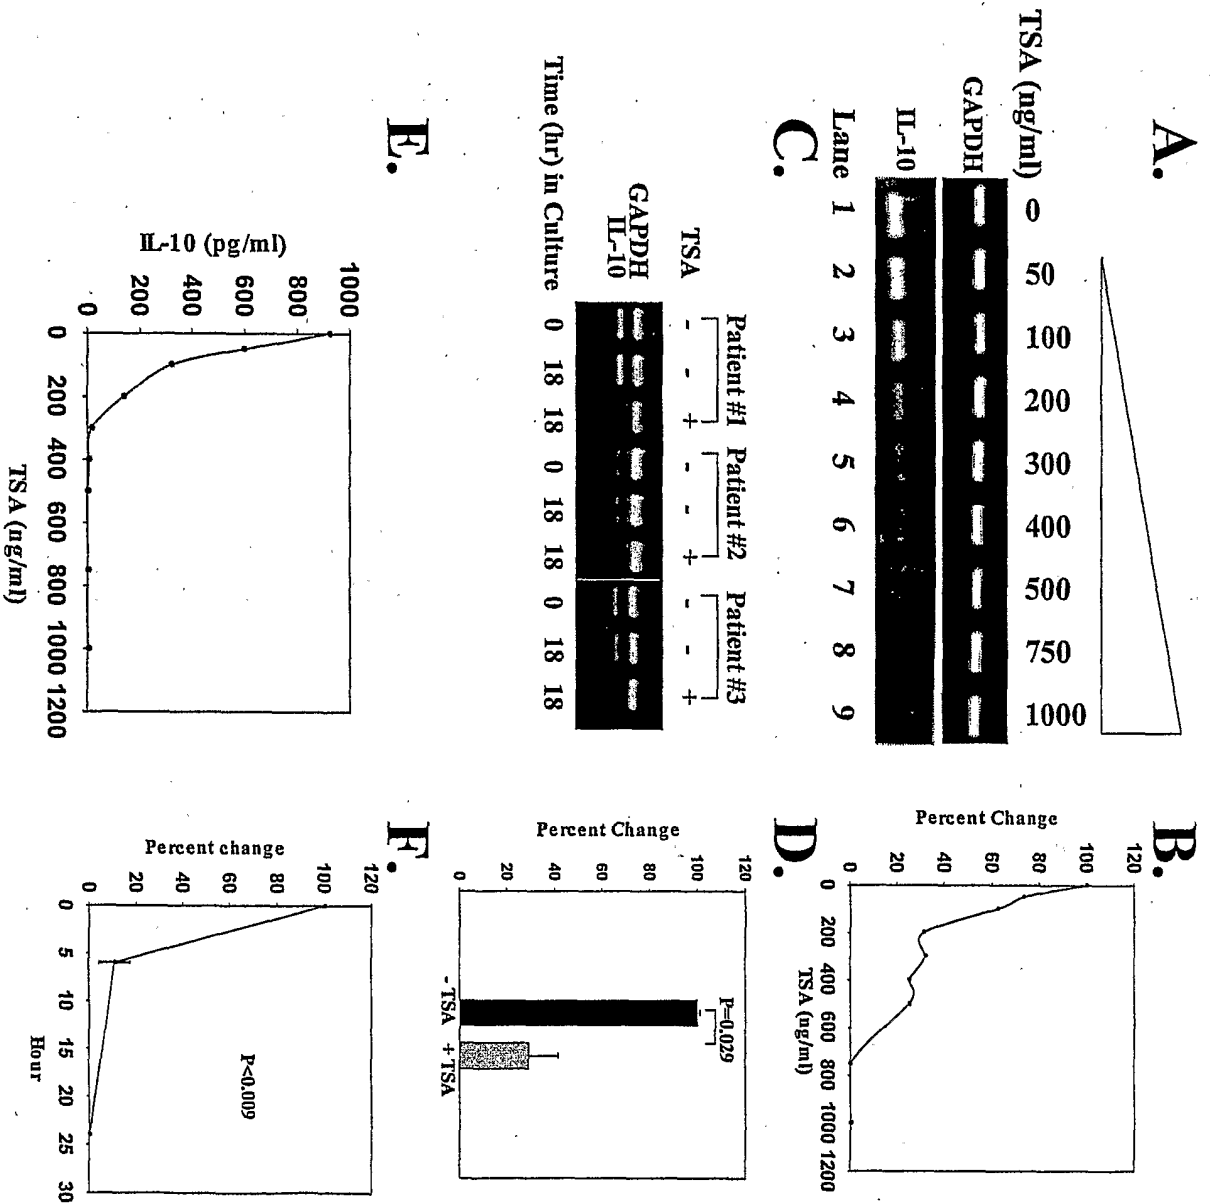 A.
TSA (ng/ml) 0 50 100 200 300 400 500 750 1000
GAPDH
IL-10
Lane 1 2 3 4 5 6 7 8 9
B.
Percent Change
120
100
80
60
40
20
0
0 200 400 600 800 1000 1200
TSA (ng/ml)
C.
Patient #1 Patient #2 Patient #3
TSA - - + - - + - - +
GAPDH
IL-10
Time (hr) in Culture 0 18 18 0 18 18 0 18 18
D.
Percent Change
120
100
80
60
40
20
0
P=0.029
- TSA + TSA
E.
IL-10 (pg/ml)
1000
800
600
400
200
0
0 200 400 600 800 1000 1200
TSA (ng/ml)
F.
Percent change
120
100
80
60
40
20
0
P<0.009
0 5 10 15 20 25 30
Hour